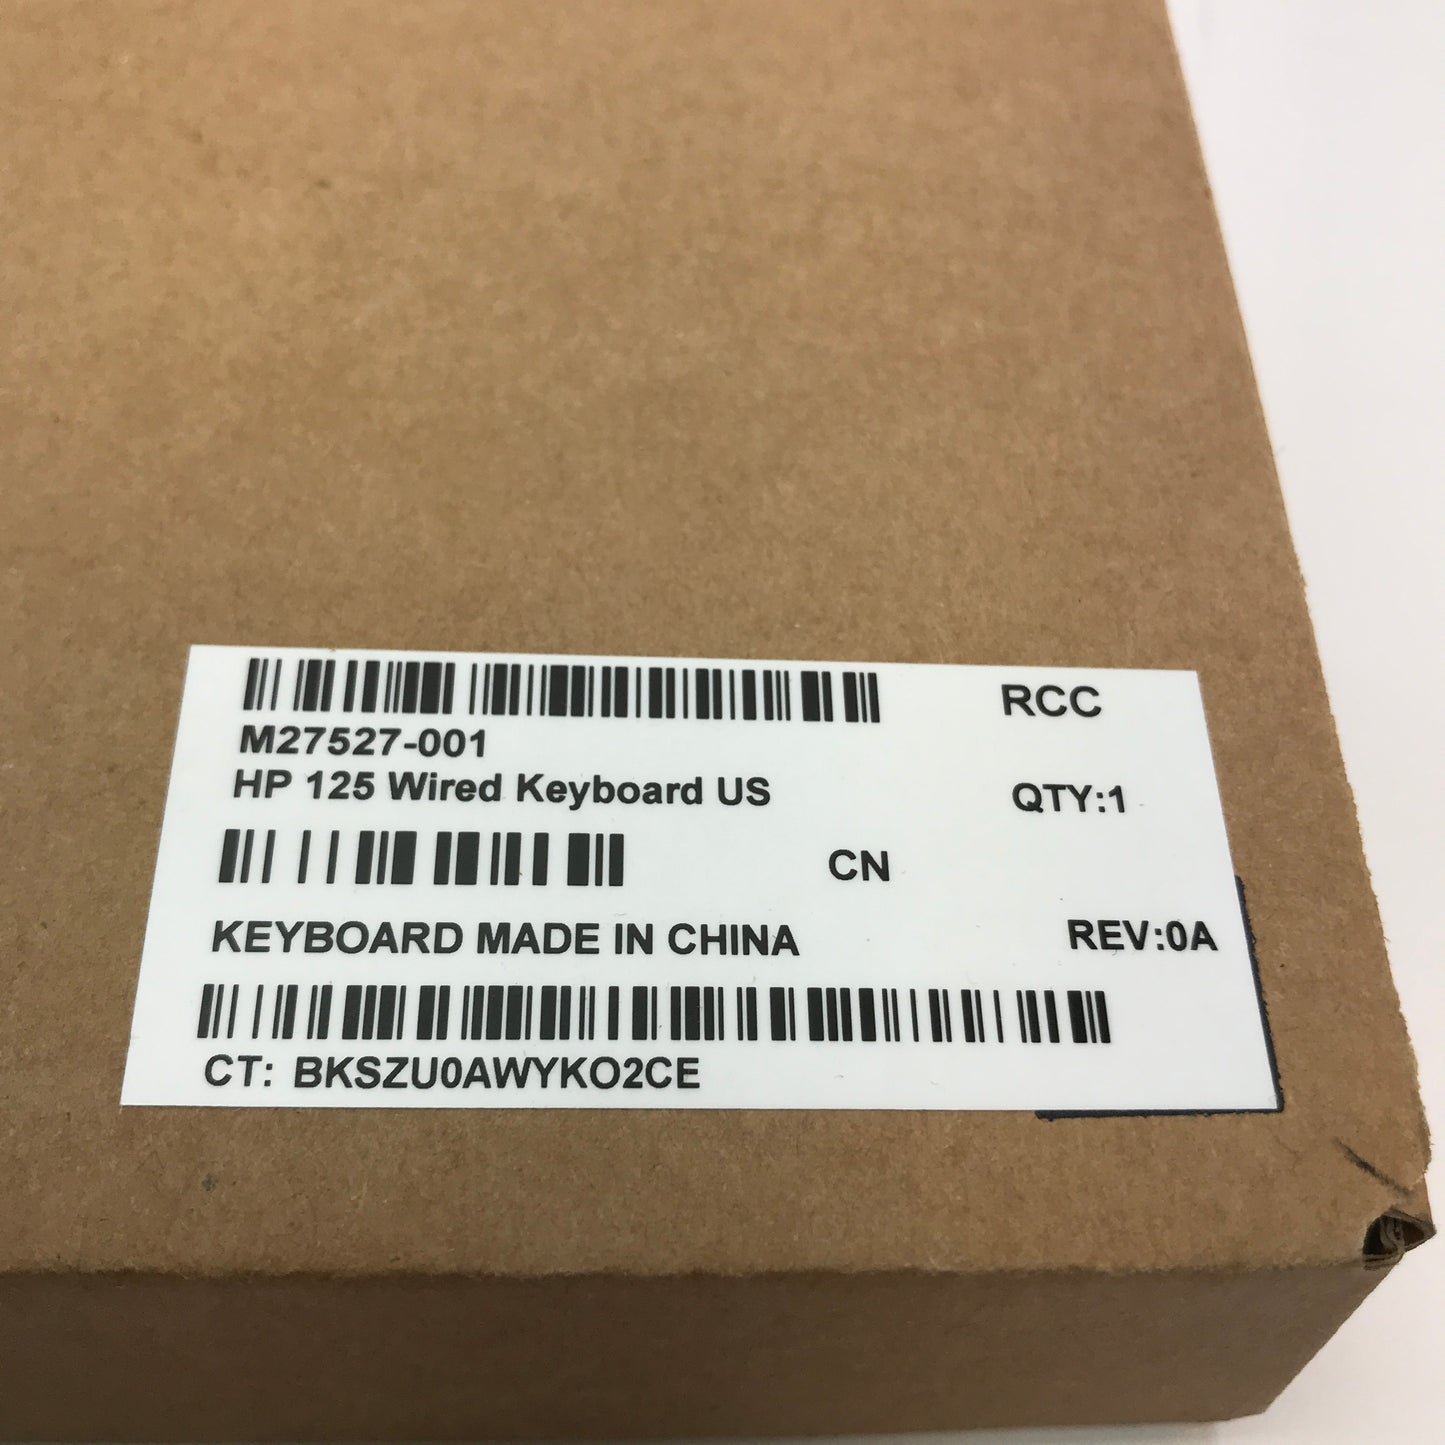 RCC
M27527-001
HP 125 Wired Keyboard US
QTY:1
CN
KEYBOARD MADE IN CHINA
REV:0A
CT: BKSZU0AWYKO2CE